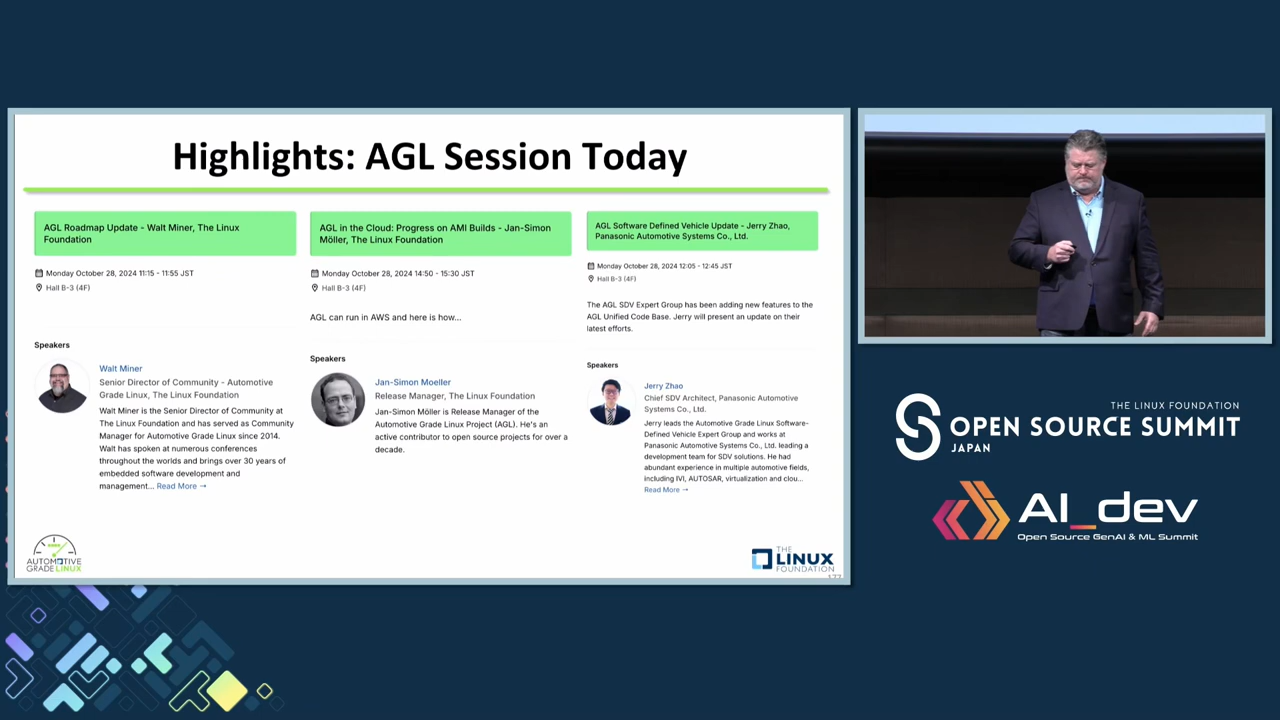 Highlights: AGL Session Today
AGL Roadmap Update - Walt Miner, The Linux
Foundation
Monday October 28, 2024 11:15 - 11:55 JST
Hall B-3 (4F)
Speakers
Walt Miner
Senior Director of Community - Automotive
Grade Linux, The Linux Foundation
Walt Miner is the Senior Director of Community at
The Linux Foundation and has served as Community
Manager for Automotive Grade Linux since 2014.
Walt has spoken at numerous conferences
throughout the worlds and brings over 30 years of
embedded software development and
management... Read More →
AGL in the Cloud: Progress on AMI Builds - Jan-Simon
Möller, The Linux Foundation
Monday October 28, 2024 14:50 - 15:30 JST
Hall B-3 (4F)
AGL can run in AWS and here is how...
Speakers
Jan-Simon Moeller
Release Manager, The Linux Foundation
Jan-Simon Möller is Release Manager of the
Automotive Grade Linux Project (AGL). He's an
active contributor to open source projects for over a
decade.
AGL Software Defined Vehicle Update - Jerry Zhao,
Panasonic Automotive Systems Co., Ltd.
Monday October 28, 2024 12:05 - 12:45 JST
Hall B-3 (4F)
The AGL SDV Expert Group has been adding new features to the
AGL Unified Code Base. Jerry will present an update on their
latest efforts.
Speakers
Jerry Zhao
Chief SDV Architect, Panasonic Automotive
Systems Co., Ltd.
Jerry leads the Automotive Grade Linux Software-
Defined Vehicle Expert Group and works at
Panasonic Automotive Systems Co., Ltd. leading a
development team for SDV solutions. He had
abundant experience in multiple automotive fields,
including IVI, AUTOSAR, virtualization and clou...
Read More →
AUTOMOTIVE
GRADE LINUX
THE
LINUX
FOUNDATION
THE LINUX FOUNDATION
OPEN SOURCE SUMMIT
JAPAN
AI_dev
Open Source GenAI & ML Summit